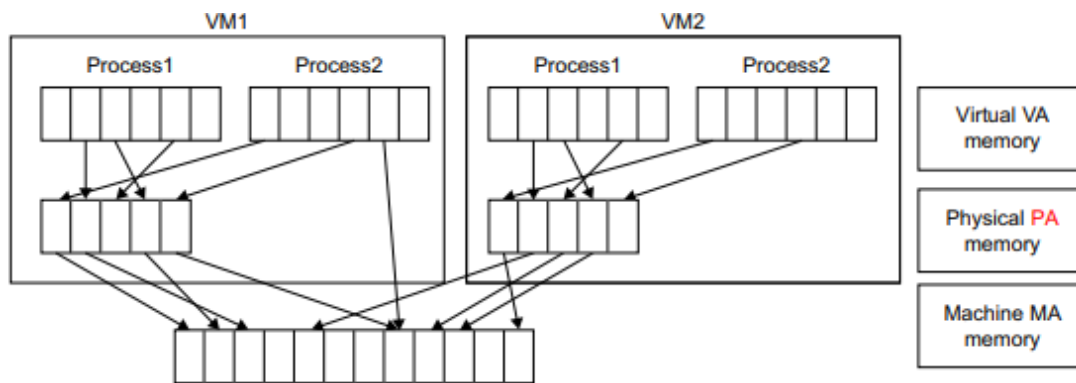 VM1
VM2
Process1
Process2
Process1
Process2
Virtual VA
memory
Physical PA
memory
Machine MA
memory